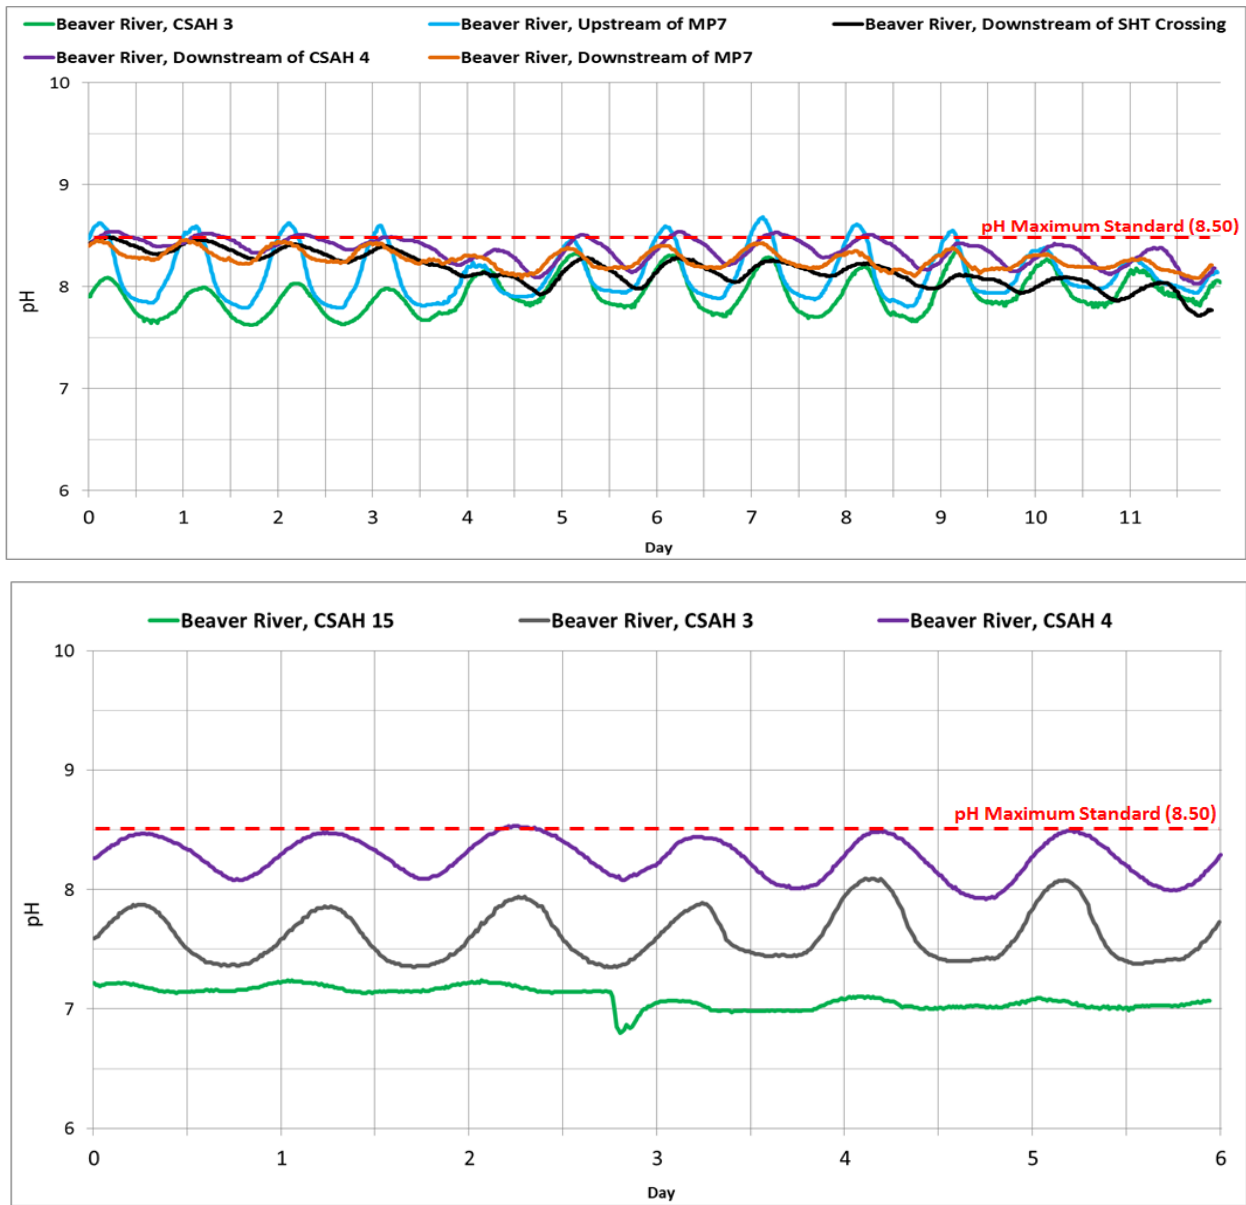 Beaver River, CSAH 3 Beaver River, Upstream of MP7 Beaver River, Downstream of SHT Crossing
Beaver River, Downstream of CSAH 4 Beaver River, Downstream of MP7
10
9
pH Maximum Standard (8.50)
8
7
6
pH
0 1 2 3 4 5 6 7 8 9 10 11
Day
Beaver River, CSAH 15 Beaver River, CSAH 3 Beaver River, CSAH 4
10
9
pH Maximum Standard (8.50)
8
7
6
pH
0 1 2 3 4 5 6
Day